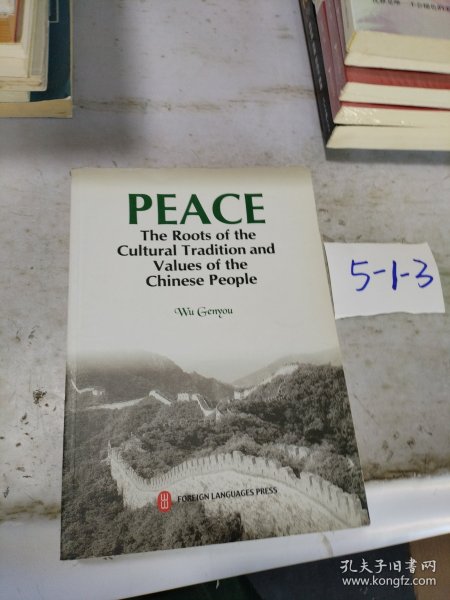 PEACE
The Roots of the
Cultural Tradition and
Values of the
Chinese People
Wu Genyou
FOREIGN LANGUAGES PRESS
5-1-3
孔夫子旧书网
www.kongfz.com